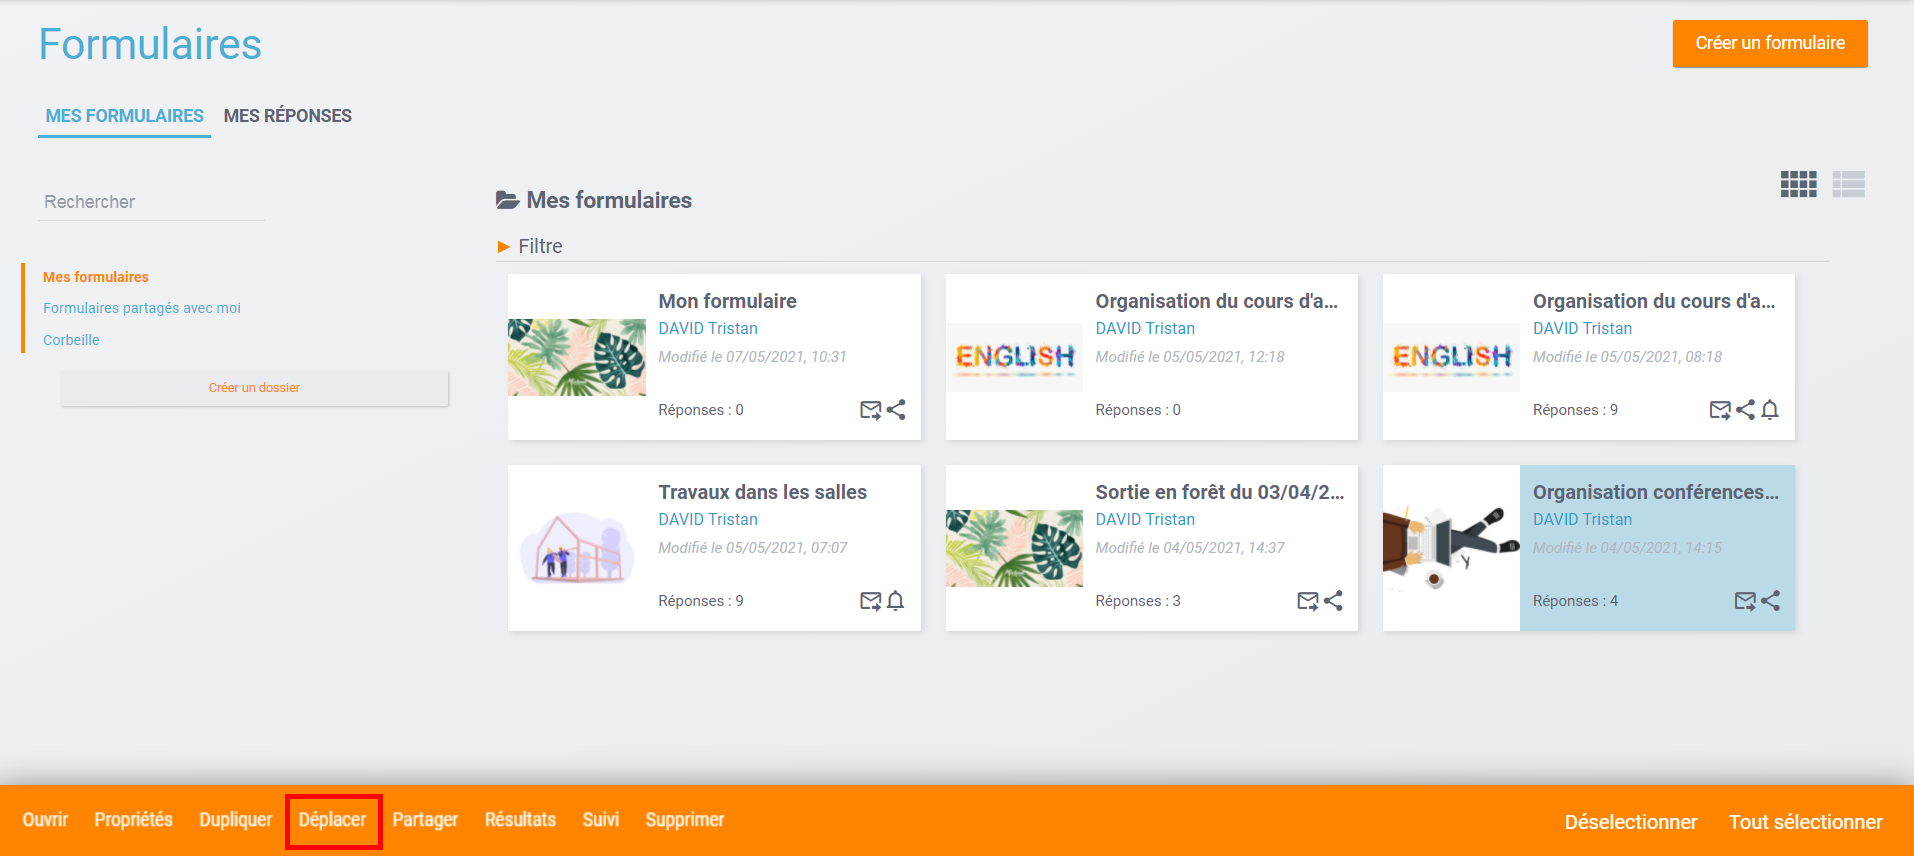 Formulaires
Créer un formulaire
MES FORMULAIRES MES RÉPONSES
Rechercher
Mes formulaires
Formulaires partagés avec moi
Corbeille
Créer un dossier
Mes formulaires
Filtre
Mon formulaire
DAVID Tristan
Modifié le 07/05/2021, 10:31
Réponses : 0
ENGLISH
Organisation du cours d'a...
DAVID Tristan
Modifié le 05/05/2021, 12:18
Réponses : 0
ENGLISH
Organisation du cours d'a...
DAVID Tristan
Modifié le 05/05/2021, 08:18
Réponses : 9
Travaux dans les salles
DAVID Tristan
Modifié le 05/05/2021, 07:07
Réponses : 9
Sortie en forêt du 03/04/2...
DAVID Tristan
Modifié le 04/05/2021, 14:37
Réponses : 3
Organisation conférences...
DAVID Tristan
Modifié le 04/05/2021, 14:15
Réponses : 4
Ouvrir Propriétés Dupliquer Déplacer Partager Résultats Suivi Supprimer Déselectionner Tout sélectionner